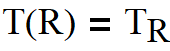 T(R) = T_R